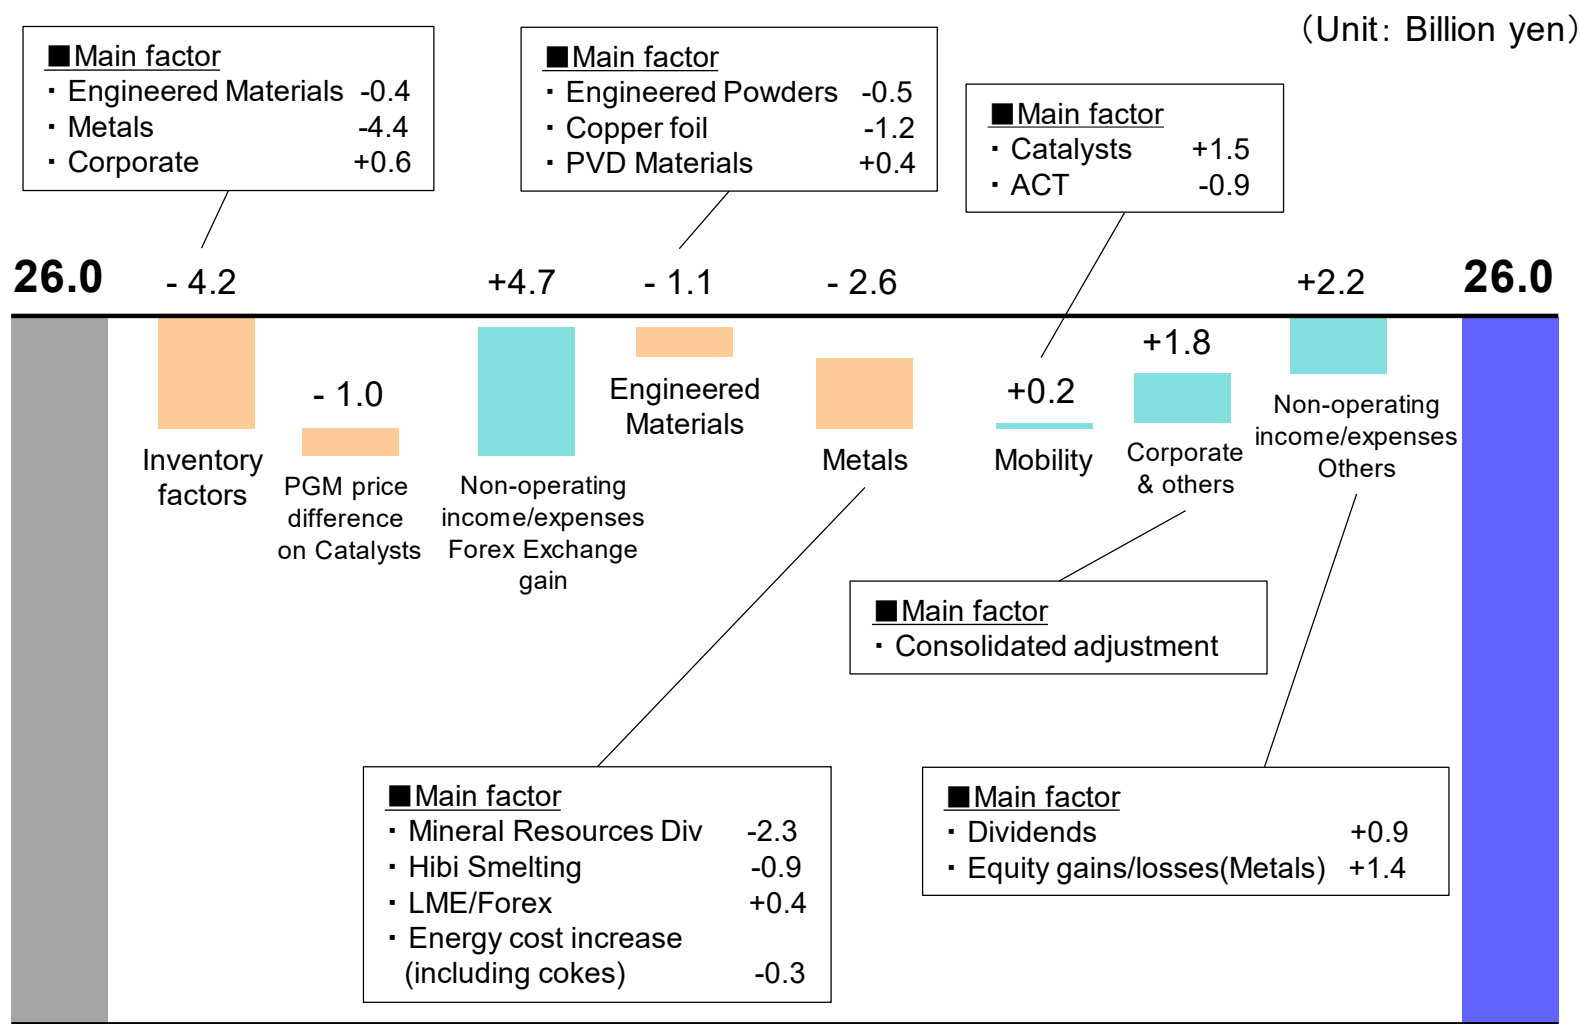 （Unit: Billion yen）
■Main factor
・Engineered Materials -0.4
・Metals -4.4
・Corporate +0.6
■Main factor
・Engineered Powders -0.5
・Copper foil -1.2
・PVD Materials +0.4
■Main factor
・Catalysts +1.5
・ACT -0.9
26.0
- 4.2
+4.7
- 1.1
- 2.6
+2.2
26.0
- 1.0
+0.2
+1.8
Inventory
factors
PGM price
difference
on Catalysts
Non-operating
income/expenses
Forex Exchange
gain
Engineered
Materials
Metals
Mobility
Corporate
& others
Non-operating
income/expenses
Others
■Main factor
・Consolidated adjustment
■Main factor
・Mineral Resources Div -2.3
・Hibi Smelting -0.9
・LME/Forex +0.4
・Energy cost increase
(including cokes) -0.3
■Main factor
・Dividends +0.9
・Equity gains/losses(Metals) +1.4